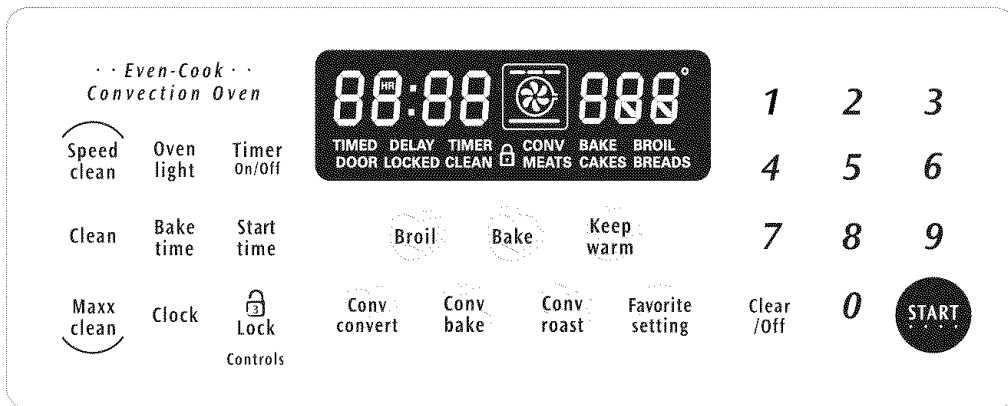 · · Even-Cook · ·
Convection Oven
Speed
clean
Oven
light
Timer
On/Off
Clean
Bake
time
Start
time
Maxx
clean
Clock
3
Lock
Controls
88:88
HR
888°
TIMED DELAY TIMER CONV BAKE BROIL
DOOR LOCKED CLEAN MEATS CAKES BREADS
Broil
Bake
Keep
warm
Conv
convert
Conv
bake
Conv
roast
Favorite
setting
1 2 3
4 5 6
7 8 9
Clear
/Off
0
START